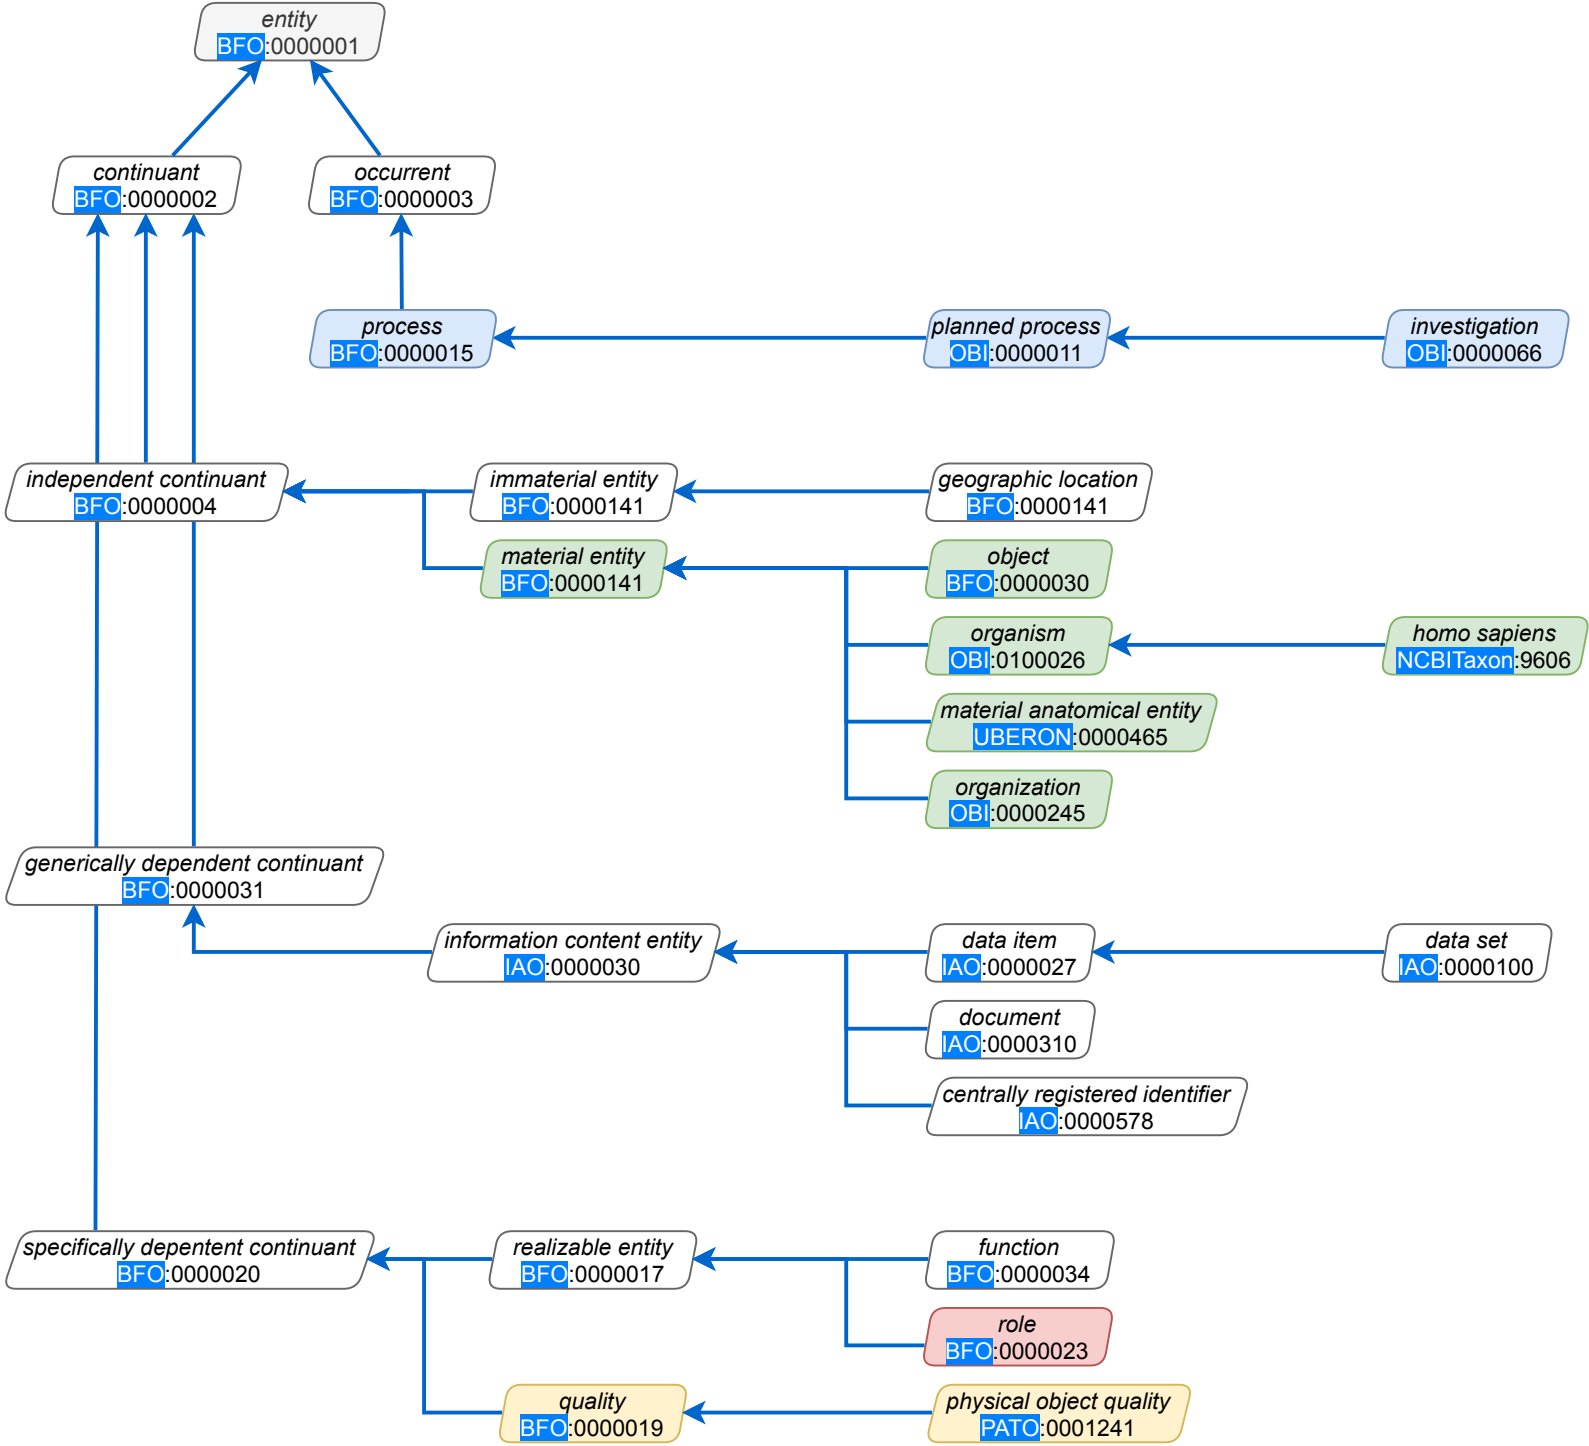 entity
BFO:0000001
continuant
BFO:0000002
occurrent
BFO:0000003
process
BFO:0000015
planned process
OBI:0000011
investigation
OBI:0000066
independent continuant
BFO:0000004
immaterial entity
BFO:0000141
geographic location
BFO:0000141
material entity
BFO:0000141
object
BFO:0000030
organism
OBI:0100026
homo sapiens
NCBITaxon:9606
material anatomical entity
UBERON:0000465
organization
OBI:0000245
generically dependent continuant
BFO:0000031
information content entity
IAO:0000030
data item
IAO:0000027
data set
IAO:0000100
document
IAO:0000310
centrally registered identifier
IAO:0000578
specifically depentent continuant
BFO:0000020
realizable entity
BFO:0000017
function
BFO:0000034
role
BFO:0000023
quality
BFO:0000019
physical object quality
PATO:0001241